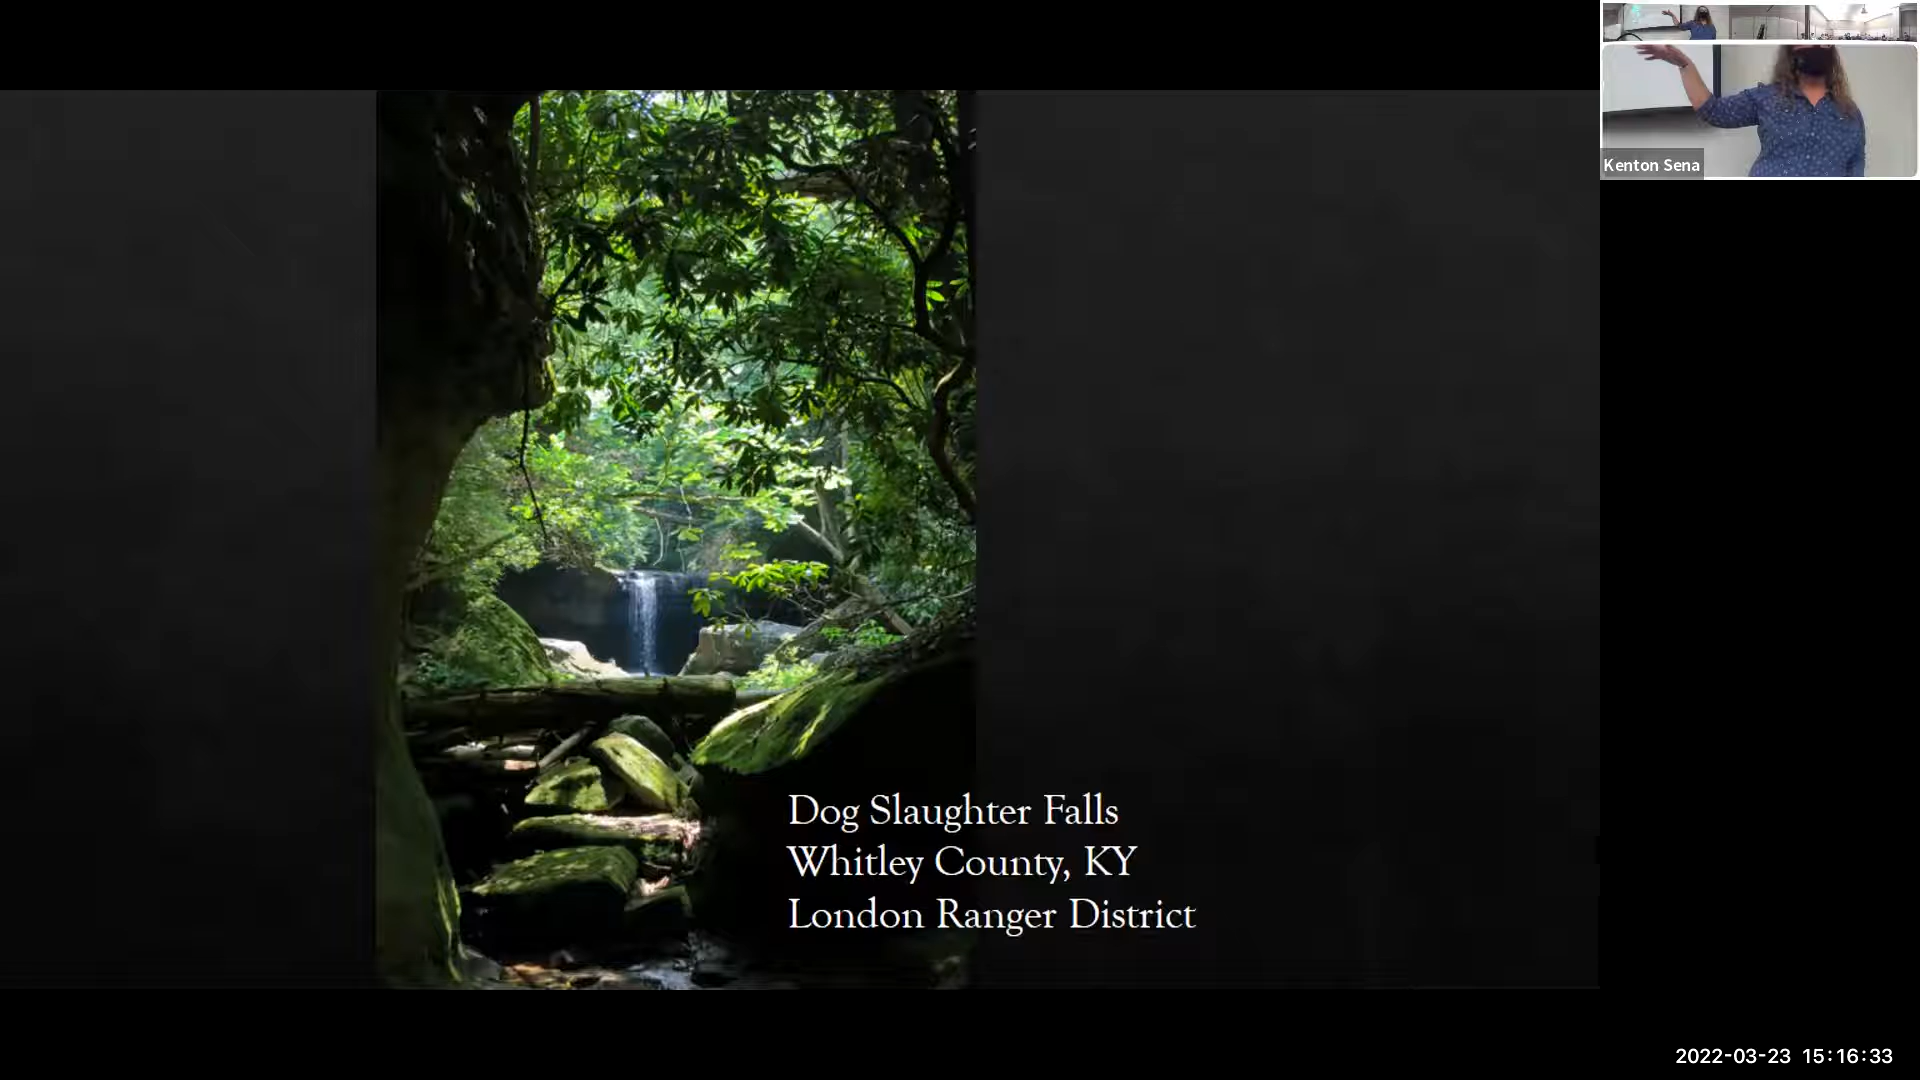 Kenton Sena
Dog Slaughter Falls
Whitley County, KY
London Ranger District
2022-03-23 15:16:33